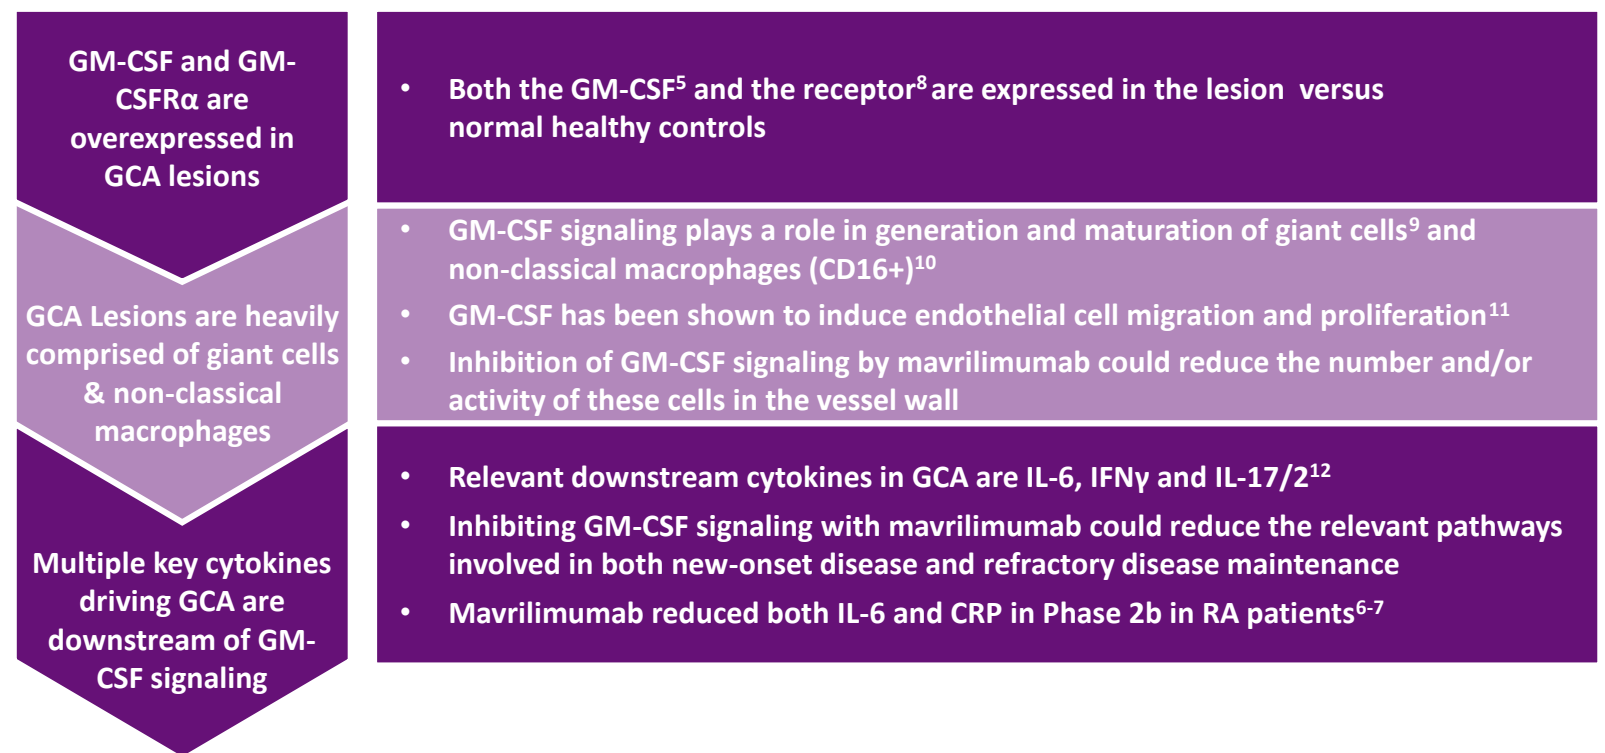 GM-CSF and GM-
CSFRα are
overexpressed in
GCA lesions
• Both the GM-CSF⁵ and the receptor⁸ are expressed in the lesion versus
normal healthy controls
GCA Lesions are heavily
comprised of giant cells
& non-classical
macrophages
• GM-CSF signaling plays a role in generation and maturation of giant cells⁹ and
non-classical macrophages (CD16+)¹⁰
• GM-CSF has been shown to induce endothelial cell migration and proliferation¹¹
• Inhibition of GM-CSF signaling by mavrilimumab could reduce the number and/or
activity of these cells in the vessel wall
Multiple key cytokines
driving GCA are
downstream of GM-
CSF signaling
• Relevant downstream cytokines in GCA are IL-6, IFNγ and IL-17/2¹²
• Inhibiting GM-CSF signaling with mavrilimumab could reduce the relevant pathways
involved in both new-onset disease and refractory disease maintenance
• Mavrilimumab reduced both IL-6 and CRP in Phase 2b in RA patients⁶⁻⁷